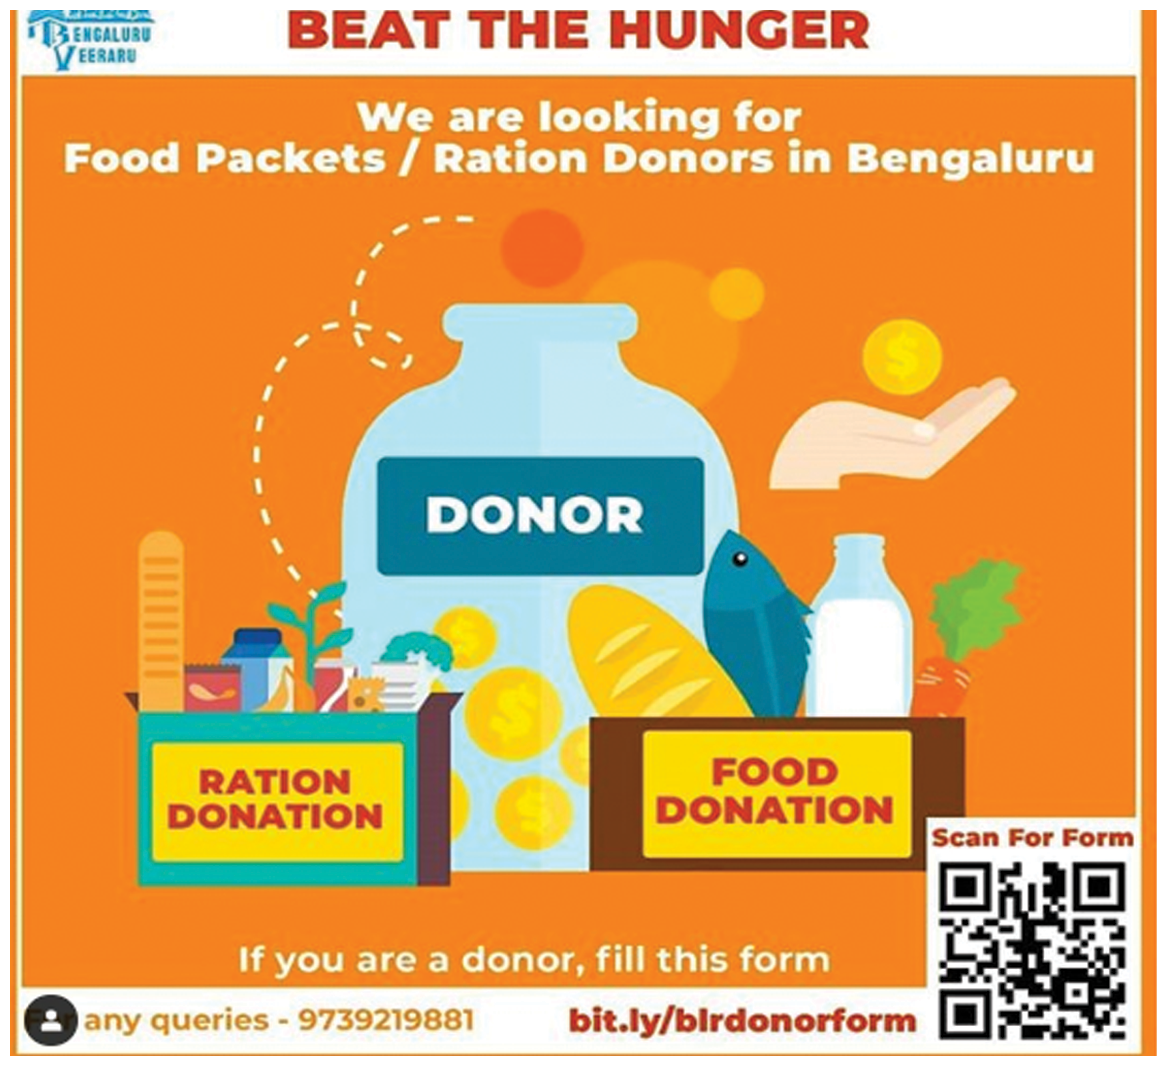 BENGALURU
VEERARU
BEAT THE HUNGER
We are looking for
Food Packets / Ration Donors in Bengaluru
DONOR
RATION
DONATION
FOOD
DONATION
Scan For Form
If you are a donor, fill this form
any queries - 9739219881
bit.ly/blrdonorform